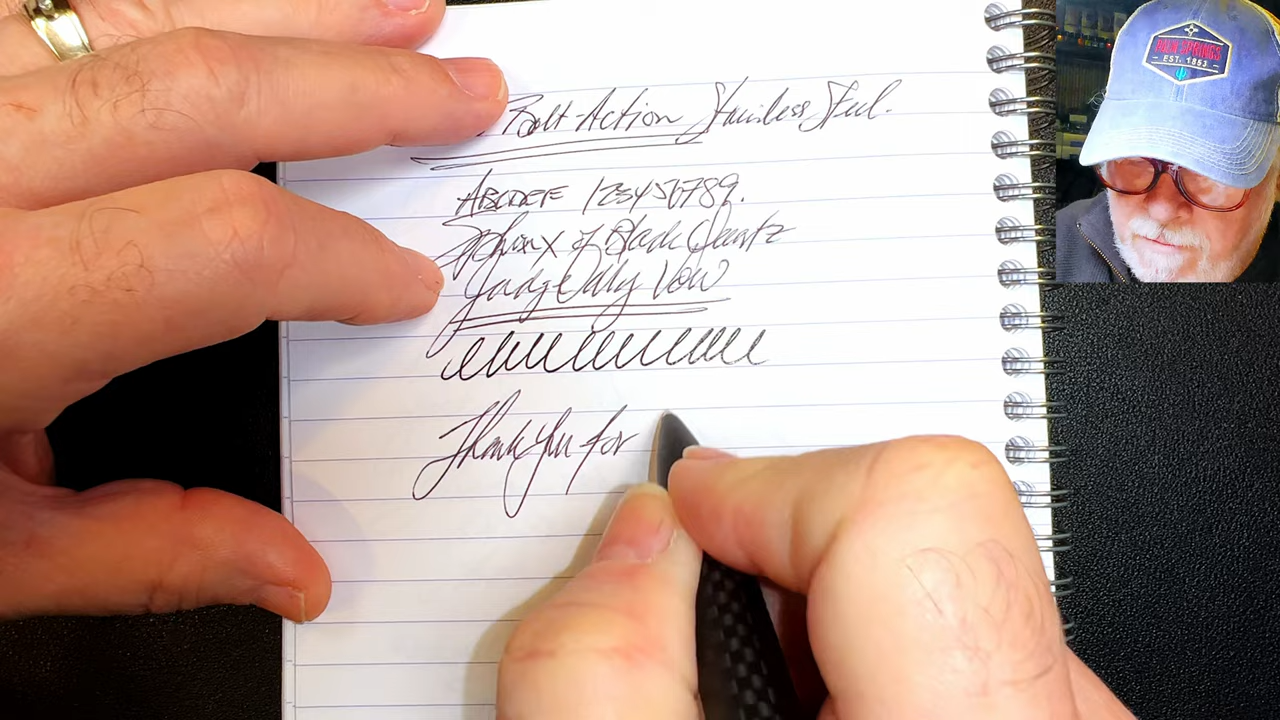 Bolt Action Stainless Steel.
ABCDEF 123456789.
Sphinx of Black Quartz
Judge My Vow
Thank you for
PALM SPRINGS
EST. 1853